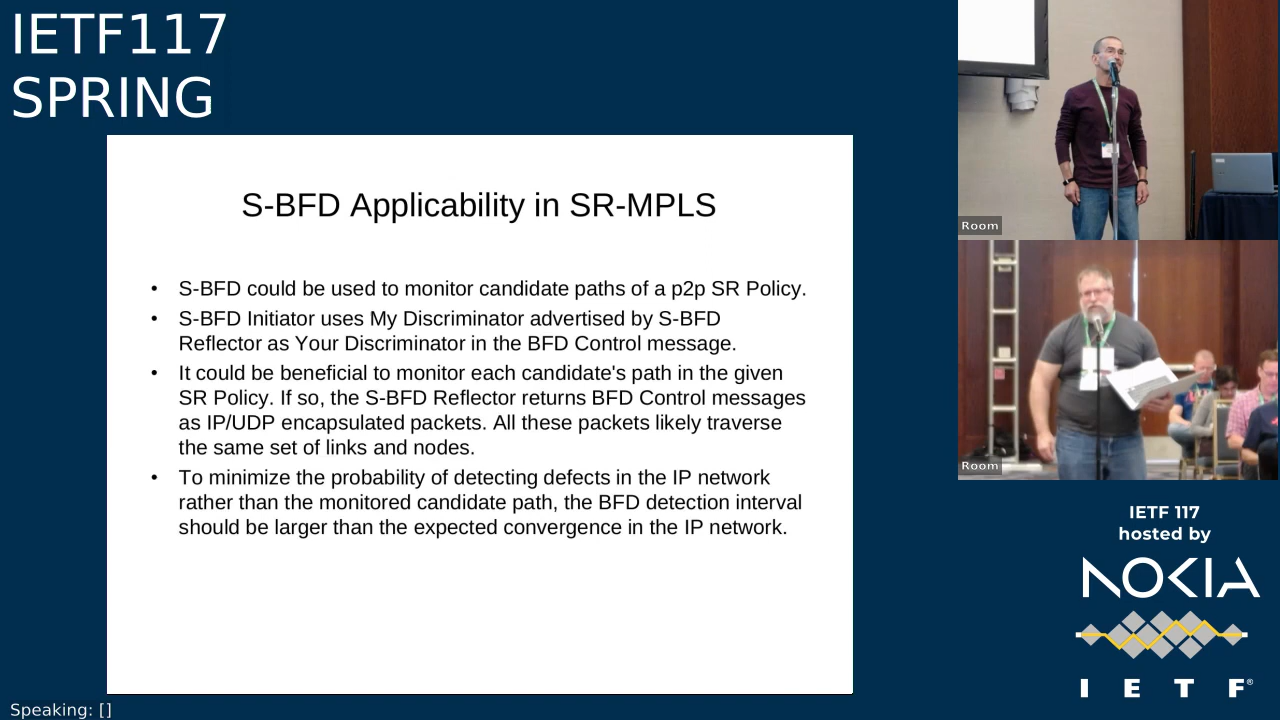 IETF117
SPRING
S-BFD Applicability in SR-MPLS
• S-BFD could be used to monitor candidate paths of a p2p SR Policy.
• S-BFD Initiator uses My Discriminator advertised by S-BFD
Reflector as Your Discriminator in the BFD Control message.
• It could be beneficial to monitor each candidate's path in the given
SR Policy. If so, the S-BFD Reflector returns BFD Control messages
as IP/UDP encapsulated packets. All these packets likely traverse
the same set of links and nodes.
• To minimize the probability of detecting defects in the IP network
rather than the monitored candidate path, the BFD detection interval
should be larger than the expected convergence in the IP network.
Room
Room
IETF 117
hosted by
NOKIA
I E T F®
Speaking: []